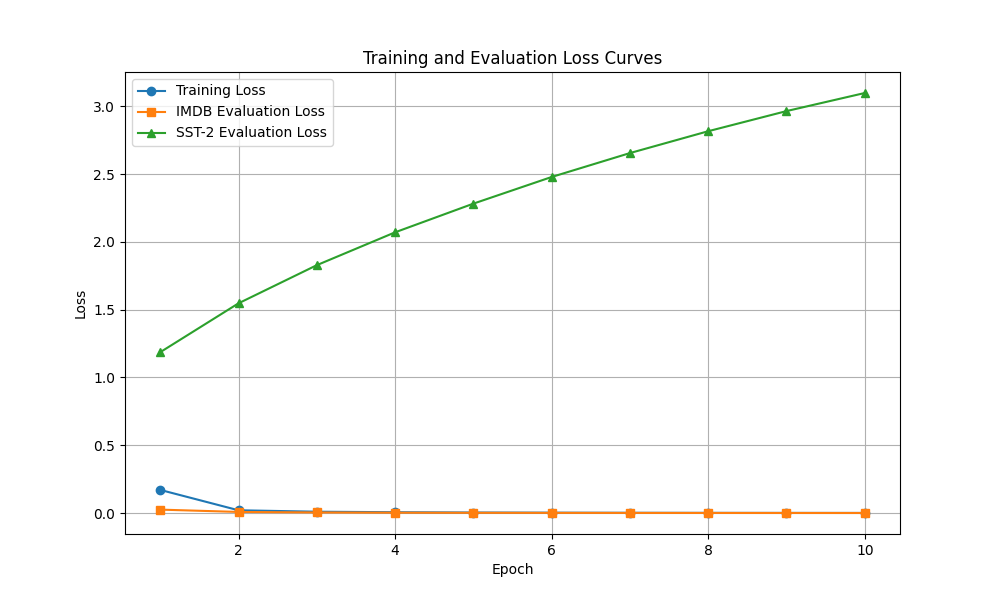 Training and Evaluation Loss Curves
Training Loss
IMDB Evaluation Loss
SST-2 Evaluation Loss
Loss
3.0
2.5
2.0
1.5
1.0
0.5
0.0
2 4 6 8 10
Epoch